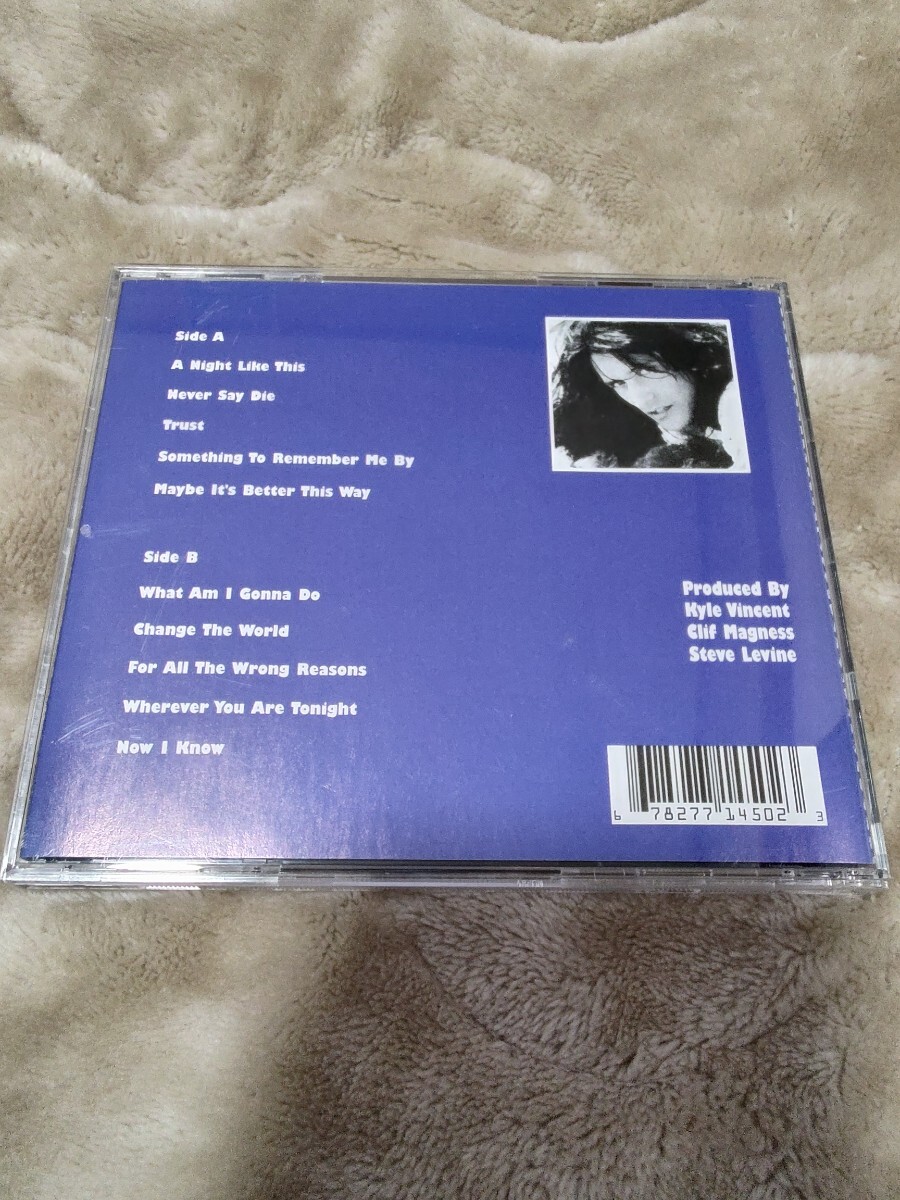 Side A
A Night Like This
Never Say Die
Trust
Something To Remember Me By
Maybe It's Better This Way
Side B
What Am I Gonna Do
Change The World
For All The Wrong Reasons
Wherever You Are Tonight
Now I Know
Produced By
Kyle Vincent
Clif Magness
Steve Levine
6 78277 14502 3